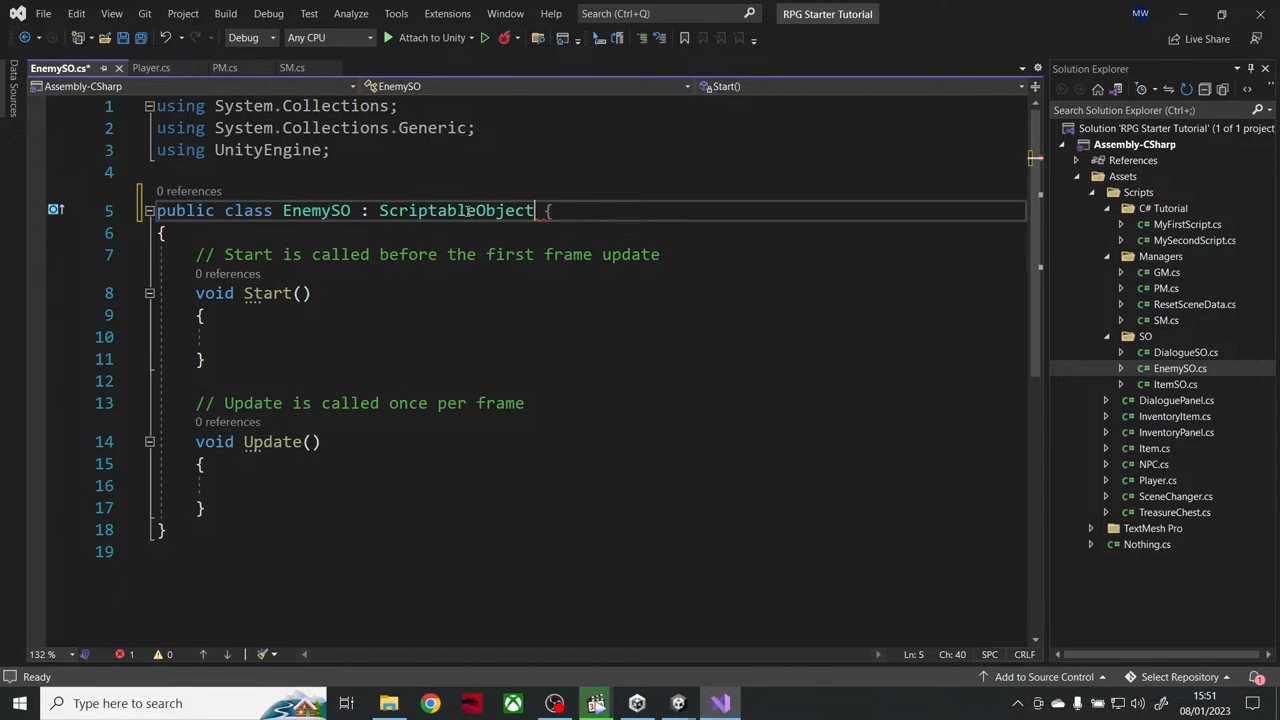 File Edit View Git Project Build Debug Test Analyze Tools Extensions Window Help Search (Ctrl+Q) RPG Starter Tutorial MW
Debug Any CPU Attach to Unity Live Share
Data Sources
EnemySO.cs* Player.cs PM.cs SM.cs
Assembly-CSharp EnemySO Start()
1 using System.Collections;
2 using System.Collections.Generic;
3 using UnityEngine;
4
0 references
5 public class EnemySO : ScriptableObject {
6 {
7 // Start is called before the first frame update
0 references
8 void Start()
9 {
10
11 }
12
13 // Update is called once per frame
0 references
14 void Update()
15 {
16
17 }
18 }
19
132 % 1 0 Ln: 5 Ch: 40 SPC CRLF
Solution Explorer
Search Solution Explorer (Ctrl+;)
Solution 'RPG Starter Tutorial' (1 of 1 project
Assembly-CSharp
References
Assets
Scripts
C# Tutorial
C# MyFirstScript.cs
C# MySecondScript.cs
Managers
C# GM.cs
C# PM.cs
C# ResetSceneData.cs
C# SM.cs
SO
C# DialogueSO.cs
C# EnemySO.cs
C# ItemSO.cs
C# DialoguePanel.cs
C# InventoryItem.cs
C# InventoryPanel.cs
C# Item.cs
C# NPC.cs
C# Player.cs
C# SceneChanger.cs
C# TreasureChest.cs
TextMesh Pro
C# Nothing.cs
Ready Add to Source Control Select Repository 1
Type here to search 15:51
08/01/2023